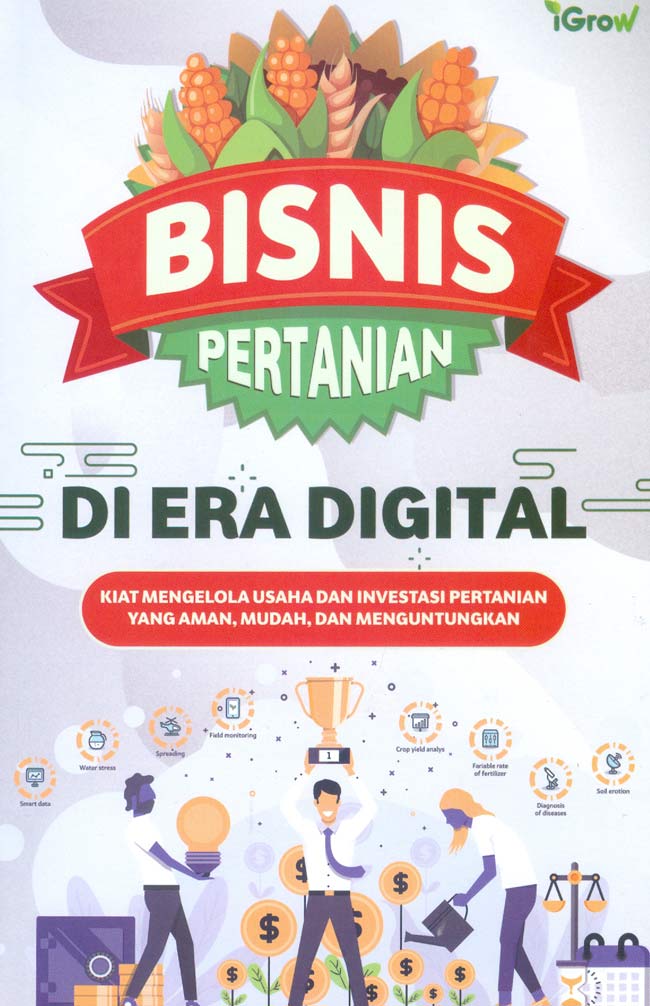 iGrow
BISNIS
PERTANIAN
DI ERA DIGITAL
KIAT MENGELOLA USAHA DAN INVESTASI PERTANIAN
YANG AMAN, MUDAH, DAN MENGUNTUNGKAN
Smart data
Water stress
Spreading
Field monitoring
1
Crop yield analys
Fariable rate
of fertilizer
Diagnosis
of diseases
Soil erotion
$
$
$
$
$
$
$
$